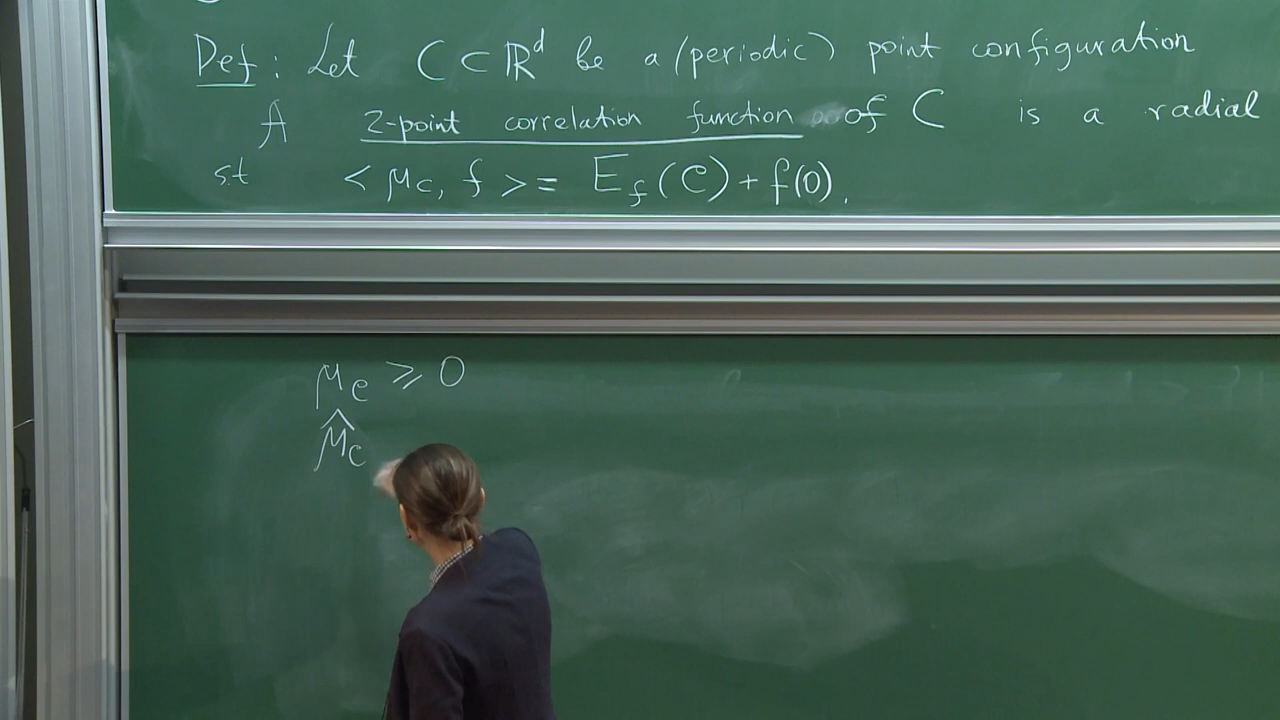 Def: Let C ⊂ ℝ^d be a (periodic) point configuration
A 2-point correlation function of C is a radial
s.t < μ_C, f > = E_f(C) + f(0).
μ_C ⩾ 0
μ̂_C